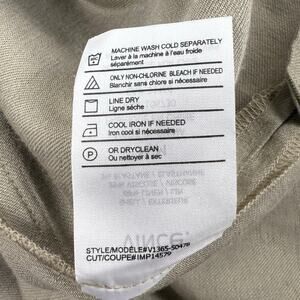 MACHINE WASH COLD SEPARATELY
Laver à la machine à l'eau froide
séparément
ONLY NON-CHLORINE BLEACH IF NEEDED
Blanchir sans chlore si nécessaire
LINE DRY
Ligne sèche
COOL IRON IF NEEDED
Iron cool si nécessaire
P
OR DRYCLEAN
Ou nettoyer à sec
STYLE/MODÈLE#V1365-50478
CUT/COUPE#IMP14579